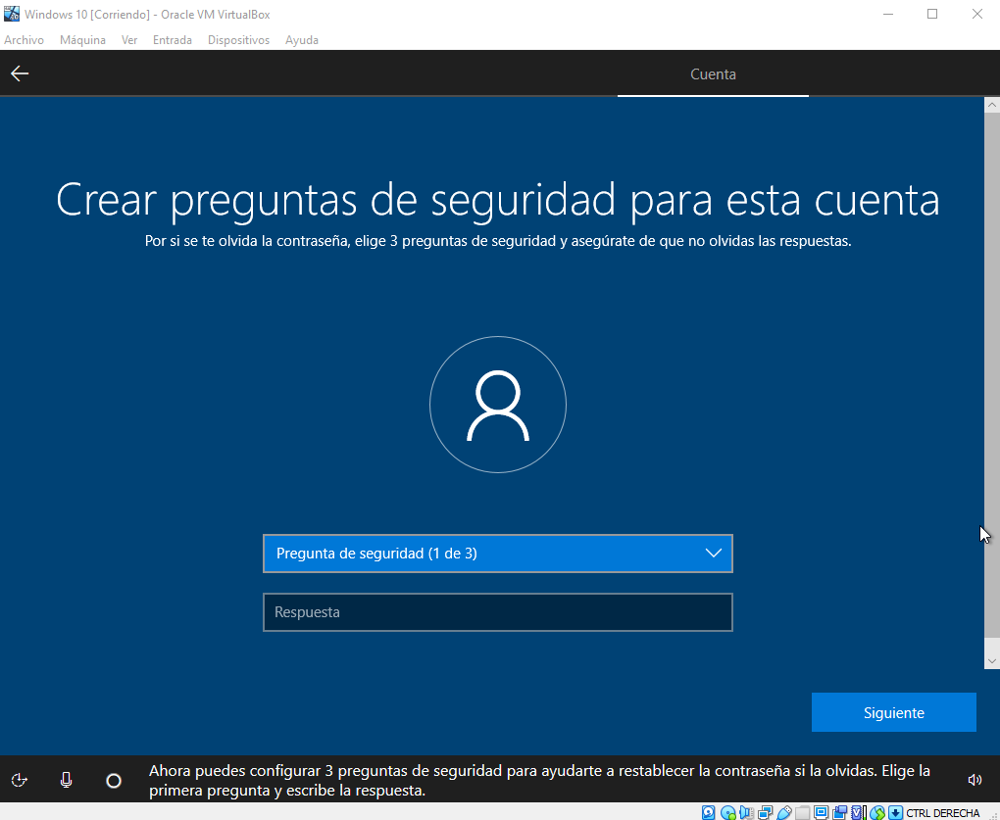 Windows 10 [Corriendo] - Oracle VM VirtualBox
Archivo Máquina Ver Entrada Dispositivos Ayuda
Cuenta
Crear preguntas de seguridad para esta cuenta
Por si se te olvida la contraseña, elige 3 preguntas de seguridad y asegúrate de que no olvidas las respuestas.
Pregunta de seguridad (1 de 3)
Respuesta
Siguiente
Ahora puedes configurar 3 preguntas de seguridad para ayudarte a restablecer la contraseña si la olvidas. Elige la
primera pregunta y escribe la respuesta.
CTRL DERECHA